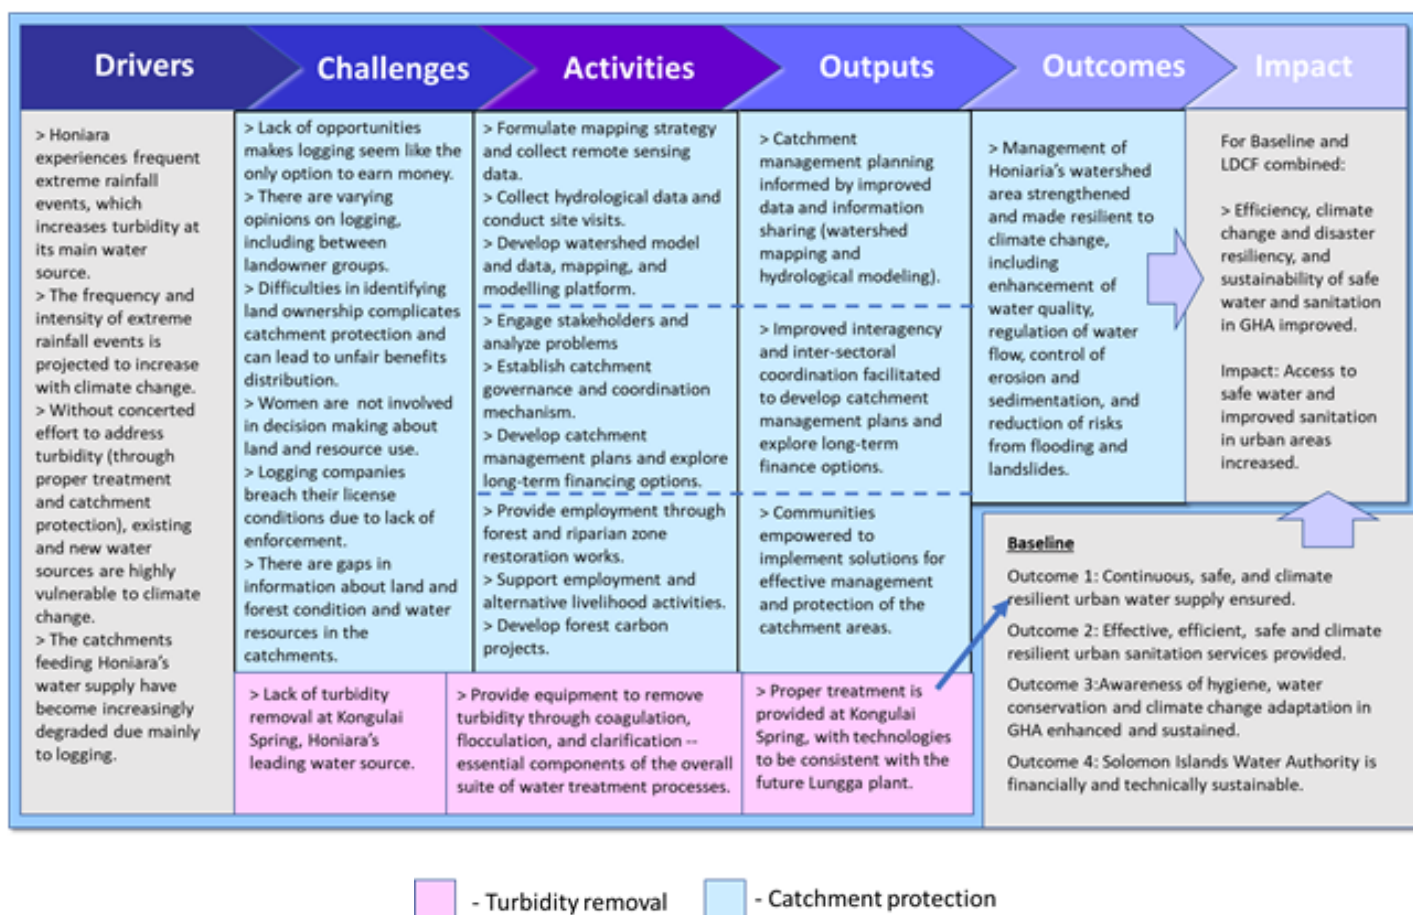 Drivers
Challenges
Activities
Outputs
Outcomes
Impact
> Honiara
experiences frequent
extreme rainfall
events, which
increases turbidity at
its main water
source.
> The frequency and
intensity of extreme
rainfall events is
projected to increase
with climate change.
> Without concerted
effort to address
turbidity (through
proper treatment
and catchment
protection), existing
and new water
sources are highly
vulnerable to climate
change.
> The catchments
feeding Honiara's
water supply have
become increasingly
degraded due mainly
to logging.
> Lack of opportunities
makes logging seem like the
only option to earn money.
> There are varying
opinions on logging,
including between
landowner groups.
> Difficulties in identifying
land ownership complicates
catchment protection and
can lead to unfair benefits
distribution.
> Women are not involved
in decision making about
land and resource use.
> Logging companies
breach their license
conditions due to lack of
enforcement.
> There are gaps in
information about land and
forest condition and water
resources in the
catchments.
> Formulate mapping strategy
and collect remote sensing
data.
> Collect hydrological data and
conduct site visits.
> Develop watershed model
and data, mapping, and
modelling platform.
> Engage stakeholders and
analyze problems
> Establish catchment
governance and coordination
mechanism.
> Develop catchment
management plans and explore
long-term financing options.
> Provide employment through
forest and riparian zone
restoration works.
> Support employment and
alternative livelihood activities.
> Develop forest carbon
projects.
> Catchment
management planning
informed by improved
data and information
sharing (watershed
mapping and
hydrological modeling).
> Improved interagency
and inter-sectoral
coordination facilitated
to develop catchment
management plans and
explore long-term
finance options.
> Communities
empowered to
implement solutions for
effective management
and protection of the
catchment areas.
> Management of
Honiaria's watershed
area strengthened
and made resilient to
climate change,
including
enhancement of
water quality,
regulation of water
flow, control of
erosion and
sedimentation, and
reduction of risks
from flooding and
landslides.
For Baseline and
LDCF combined:
> Efficiency, climate
change and disaster
resiliency, and
sustainability of safe
water and sanitation
in GHA improved.
Impact: Access to
safe water and
improved sanitation
in urban areas
increased.
> Lack of turbidity
removal at Kongulai
Spring, Honiara's
leading water source.
> Provide equipment to remove
turbidity through coagulation,
flocculation, and clarification --
essential components of the overall
suite of water treatment processes.
> Proper treatment is
provided at Kongulai
Spring, with technologies
to be consistent with the
future Lungga plant.
Baseline
Outcome 1: Continuous, safe, and climate
resilient urban water supply ensured.
Outcome 2: Effective, efficient, safe and climate
resilient urban sanitation services provided.
Outcome 3:Awareness of hygiene, water
conservation and climate change adaptation in
GHA enhanced and sustained.
Outcome 4: Solomon Islands Water Authority is
financially and technically sustainable.
- Turbidity removal
- Catchment protection